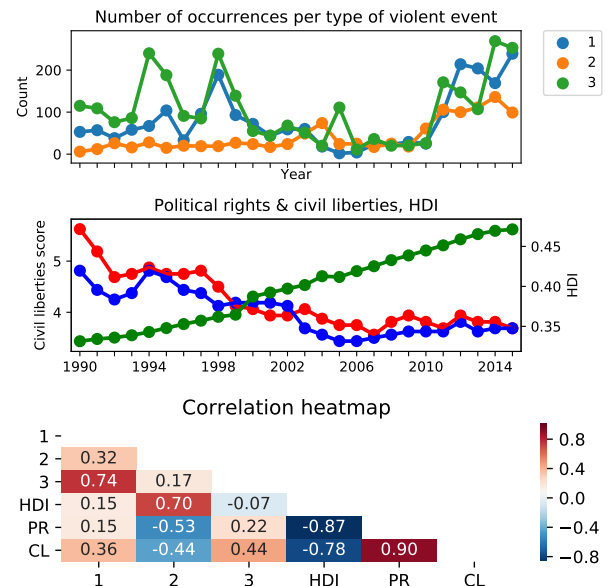 Number of occurrences per type of violent event
200
100
0
Count
Year
1
2
3
Political rights & civil liberties, HDI
5
4
Civil liberties score
0.45
0.40
0.35
HDI
1990 1994 1998 2002 2006 2010 2014
Correlation heatmap
1
2 0.32
3 0.74 0.17
HDI 0.15 0.70 -0.07
PR 0.15 -0.53 0.22 -0.87
CL 0.36 -0.44 0.44 -0.78 0.90
1 2 3 HDI PR CL
0.8
0.4
0.0
−0.4
−0.8